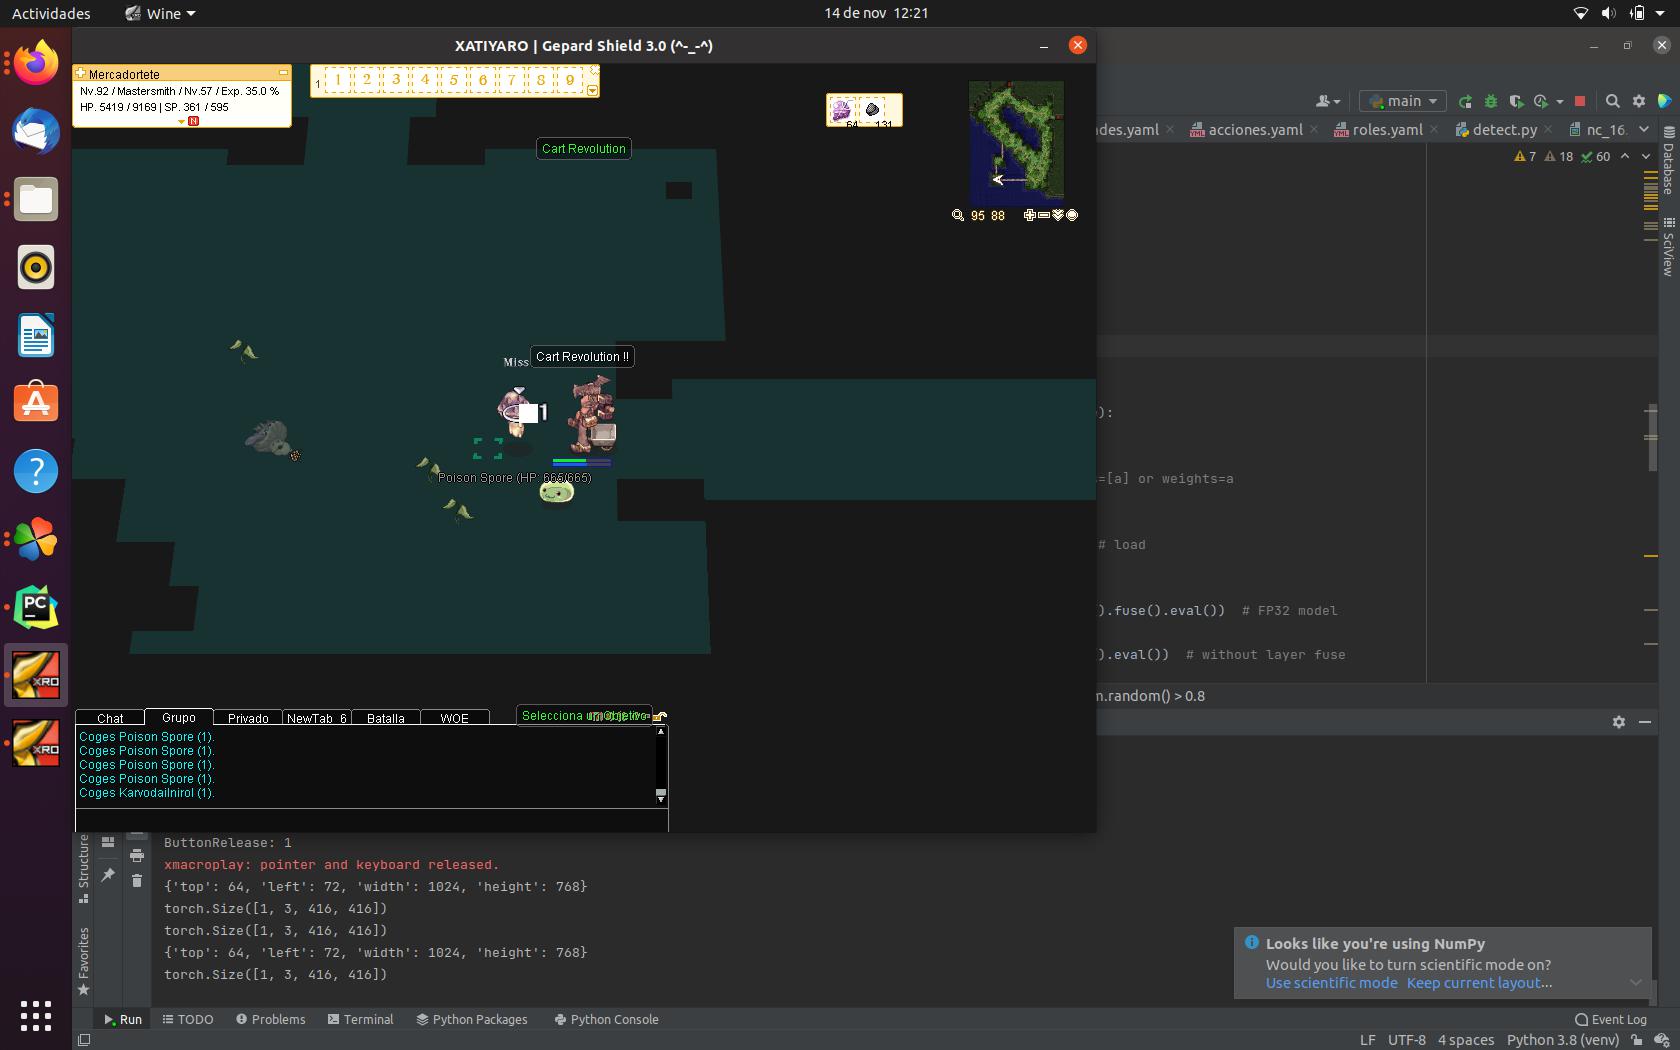 Actividades
Wine
14 de nov 12:21
XATIYARO | Gepard Shield 3.0 (^-_-^)
Mercadortete
Nv.92 / Mastersmith / Nv.57 / Exp. 35.0 %
HP. 5419 / 9169 | SP. 361 / 595
N
1 1 2 3 4 5 6 7 8 9
64 131
95 88
Cart Revolution
Miss
Cart Revolution !!
1
Poison Spore (HP: 665/665)
Chat Grupo Privado NewTab_6 Batalla WOE
Selecciona un Objetivo
Coges Poison Spore (1).
Coges Poison Spore (1).
Coges Poison Spore (1).
Coges Poison Spore (1).
Coges Karvodailnirol (1).
PC
XRO
XRO
main
des.yaml acciones.yaml roles.yaml detect.py nc_16.
7 18 60
Database
SciView
):
=[a] or weights=a
# load
).fuse().eval()) # FP32 model
).eval()) # without layer fuse
m.random() > 0.8
Structure
Favorites
ButtonRelease: 1
xmacroplay: pointer and keyboard released.
{'top': 64, 'left': 72, 'width': 1024, 'height': 768}
torch.Size([1, 3, 416, 416])
torch.Size([1, 3, 416, 416])
{'top': 64, 'left': 72, 'width': 1024, 'height': 768}
torch.Size([1, 3, 416, 416])
Looks like you're using NumPy
Would you like to turn scientific mode on?
Use scientific mode Keep current layout...
Run TODO Problems Terminal Python Packages Python Console
Event Log
LF UTF-8 4 spaces Python 3.8 (venv)